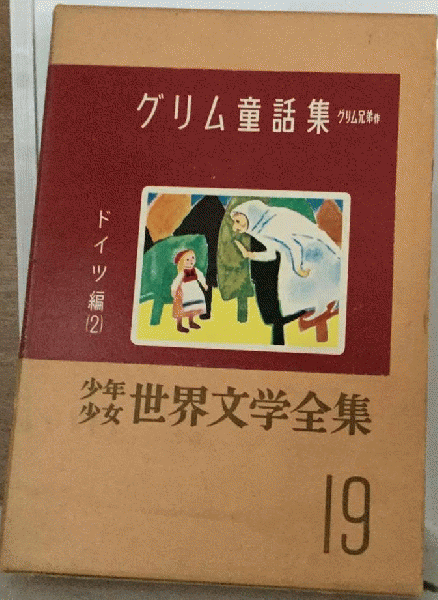 グリム童話集 グリム兄弟作
ドイツ編(2)
少年少女 世界文学全集
19